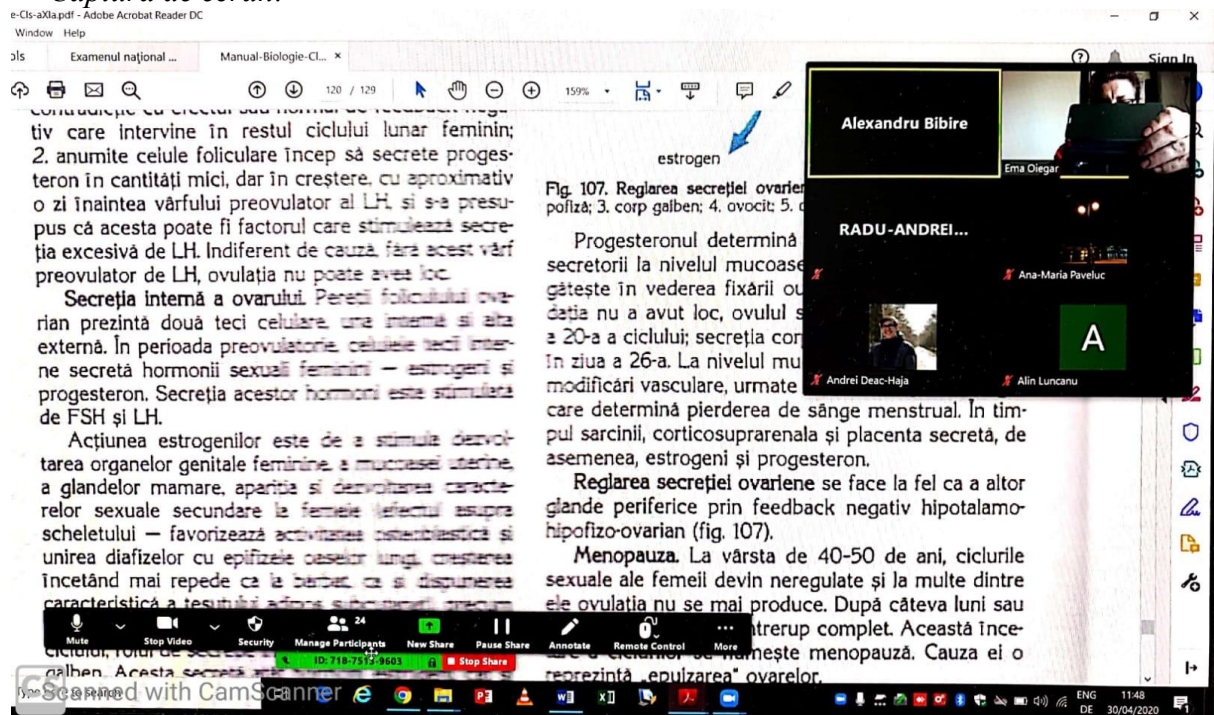 e-Cls-aXIa.pdf - Adobe Acrobat Reader DC
Window Help
Examenul național ...
Manual-Biologie-Cl... ×
Sign In
120 / 129
159%
tiv care intervine în restul ciclului lunar feminin;
2. anumite celule foliculare încep să secrete proges-
teron în cantități mici, dar în creștere, cu aproximativ
o zi înaintea vârfului preovulator al LH, și s-a presu-
pus că acesta poate fi factorul care stimulează secre-
ția excesivă de LH. Indiferent de cauză, fără acest vârf
preovulator de LH, ovulația nu poate avea loc.
Secreția internă a ovarului. Pereții foliculului ova-
rian prezintă două teci celulare, una internă și alta
externă. În perioada preovulatorie, celulele tecii inter-
ne secretă hormonii sexuali feminini — estrogeni și
progesteron. Secreția acestor hormoni este stimulată
de FSH și LH.
Acțiunea estrogenilor este de a stimula dezvol-
tarea organelor genitale feminine, a mucoasei uterine,
a glandelor mamare, apariția și dezvoltarea caracte-
relor sexuale secundare la femeie (efectul asupra
scheletului — favorizează activitatea osteoblastică și
unirea diafizelor cu epifizele oaselor lungi, creșterea
încetând mai repede ca la bărbat, ca și dispunerea
caracteristică a țesutului adipos subcutanat, precum
estrogen
Fig. 107. Reglarea secreției ovariene
pofiză; 3. corp galben; 4. ovocit; 5.
Progesteronul determină
secretorii la nivelul mucoase
gătește în vederea fixării ou
dația nu a avut loc, ovulul s
a 20-a a ciclului; secreția cor
în ziua a 26-a. La nivelul mu
modificări vasculare, urmate
care determină pierderea de sânge menstrual. În tim-
pul sarcinii, corticosuprarenala și placenta secretă, de
asemenea, estrogeni și progesteron.
Reglarea secreției ovariene se face la fel ca a altor
glande periferice prin feedback negativ hipotalamo-
hipofizo-ovarian (fig. 107).
Menopauza. La vârsta de 40-50 de ani, ciclurile
sexuale ale femeii devin neregulate și la multe dintre
ele ovulația nu se mai produce. După câteva luni sau
ntrerup complet. Această înce-
tare a ciclurilor se numește menopauză. Cauza ei o
reprezintă „epuizarea" ovarelor.
Alexandru Bibire
Ema Oiegar
RADU-ANDREI...
Ana-Maria Paveluc
Andrei Deac-Haja
A
Alin Luncanu
24
Mute
Stop Video
Security
Manage Participants
New Share
Pause Share
Annotate
Remote Control
More
ID: 718-7513-9603
Stop Share
galben. Acesta secretă
CS Scanned with CamScanner
ENG
DE
11:48
30/04/2020